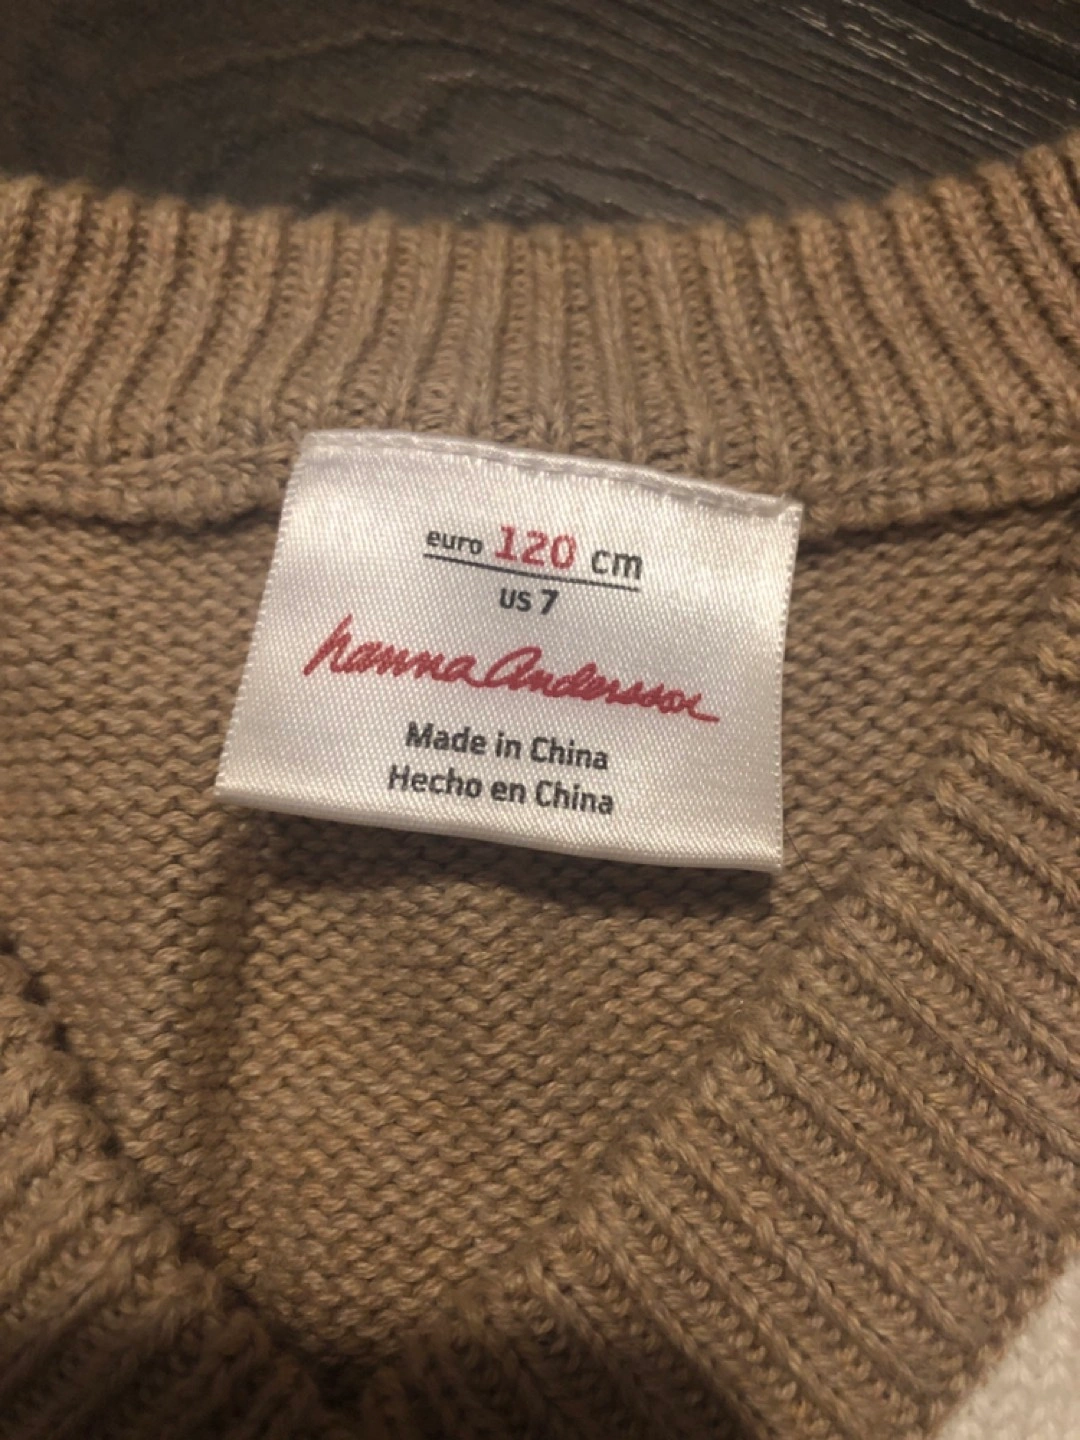 euro 120 cm
US 7
hanna Andersson
Made in China
Hecho en China